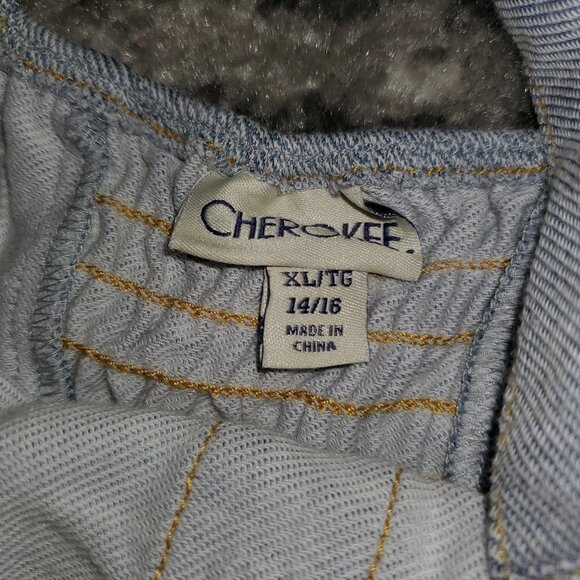 CHEROKEE.
XL/TG
14/16
MADE IN
CHINA